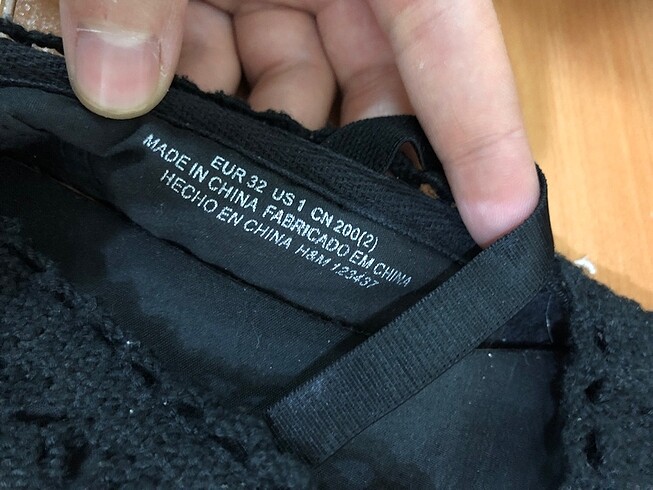 EUR 32 US 1 CN 200(2)
MADE IN CHINA FABRICADO EM CHINA
HECHO EN CHINA H&M 123437